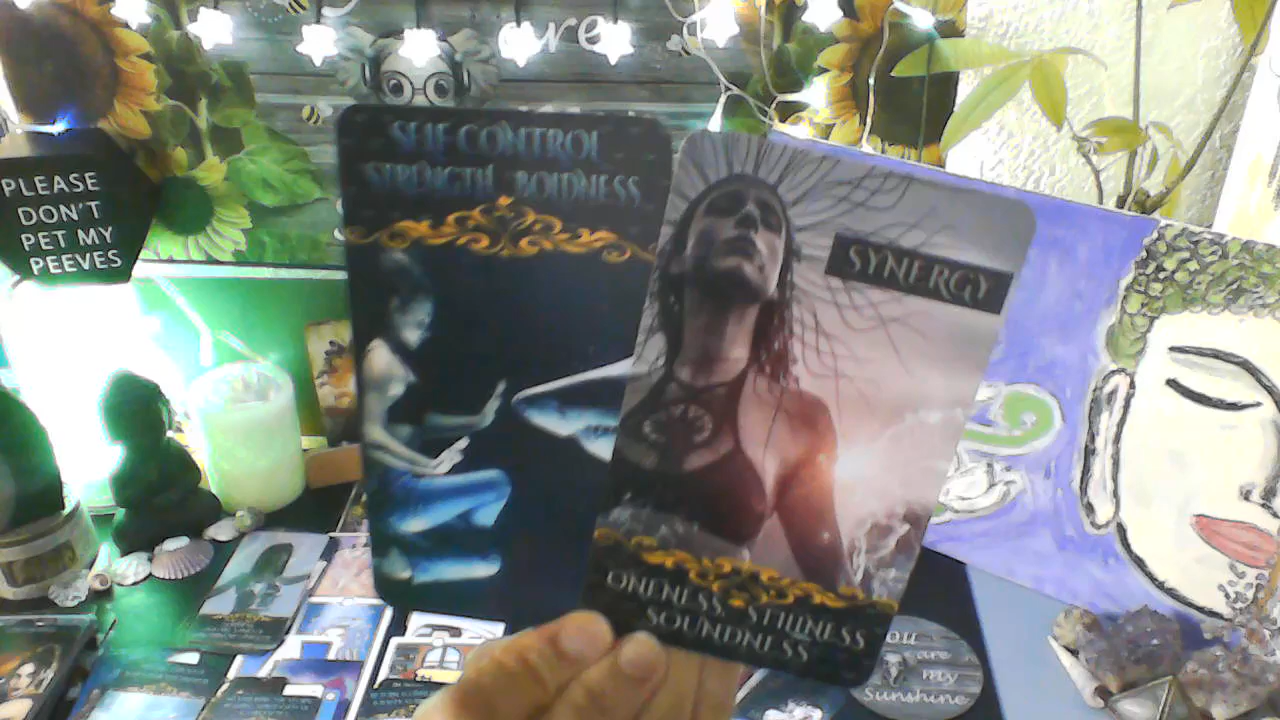 are
PLEASE
DON'T
PET MY
PEEVES
SELF CONTROL
STRENGTH BOLDNESS
SYNERGY
ONENESS, STILLNESS
SOUNDNESS
you
are
my
Sunshine